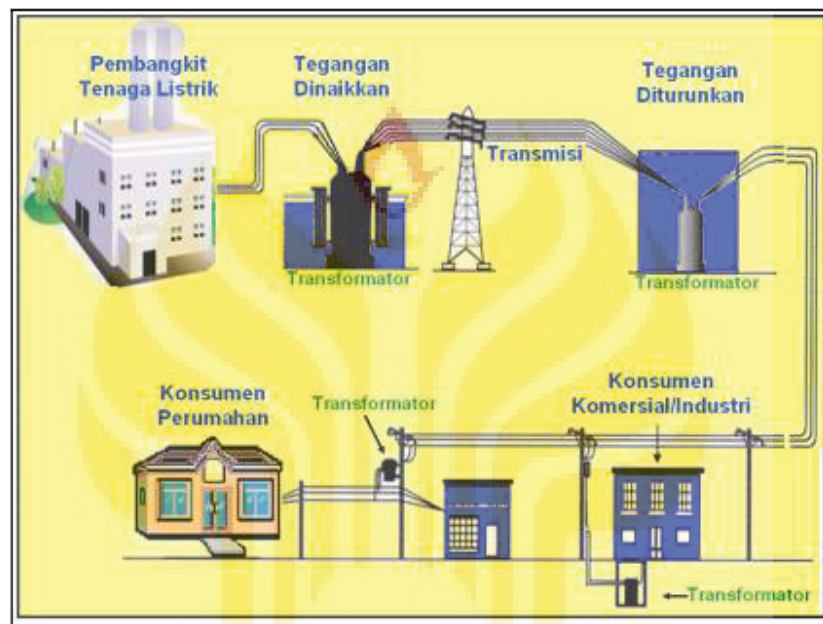 Pembangkit
Tenaga Listrik
Tegangan
Dinaikkan
Tegangan
Diturunkan
Transmisi
Transformator
Transformator
Konsumen
Perumahan
Transformator
Konsumen
Komersial/Industri
Transformator